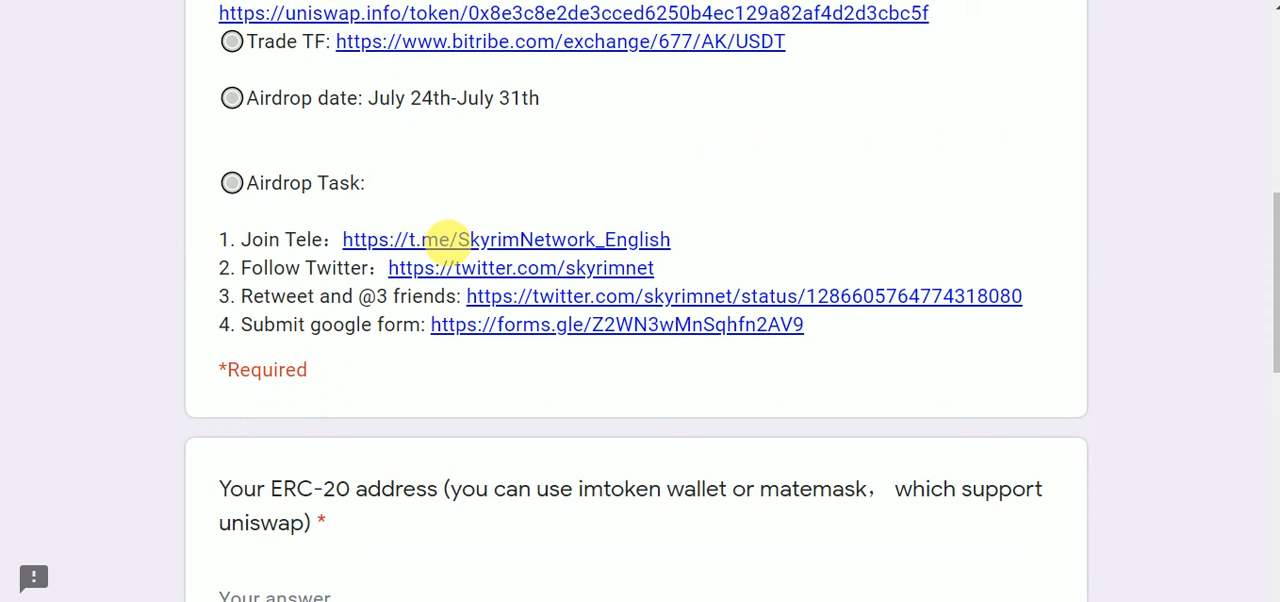 https://uniswap.info/token/0x8e3c8e2de3cced6250b4ec129a82af4d2d3cbc5f
Trade TF: https://www.bitribe.com/exchange/677/AK/USDT
Airdrop date: July 24th-July 31th
Airdrop Task:
1. Join Tele：https://t.me/SkyrimNetwork_English
2. Follow Twitter：https://twitter.com/skyrimnet
3. Retweet and @3 friends: https://twitter.com/skyrimnet/status/1286605764774318080
4. Submit google form: https://forms.gle/Z2WN3wMnSqhfn2AV9
*Required
Your ERC-20 address (you can use imtoken wallet or matemask， which support
uniswap) *
Your answer